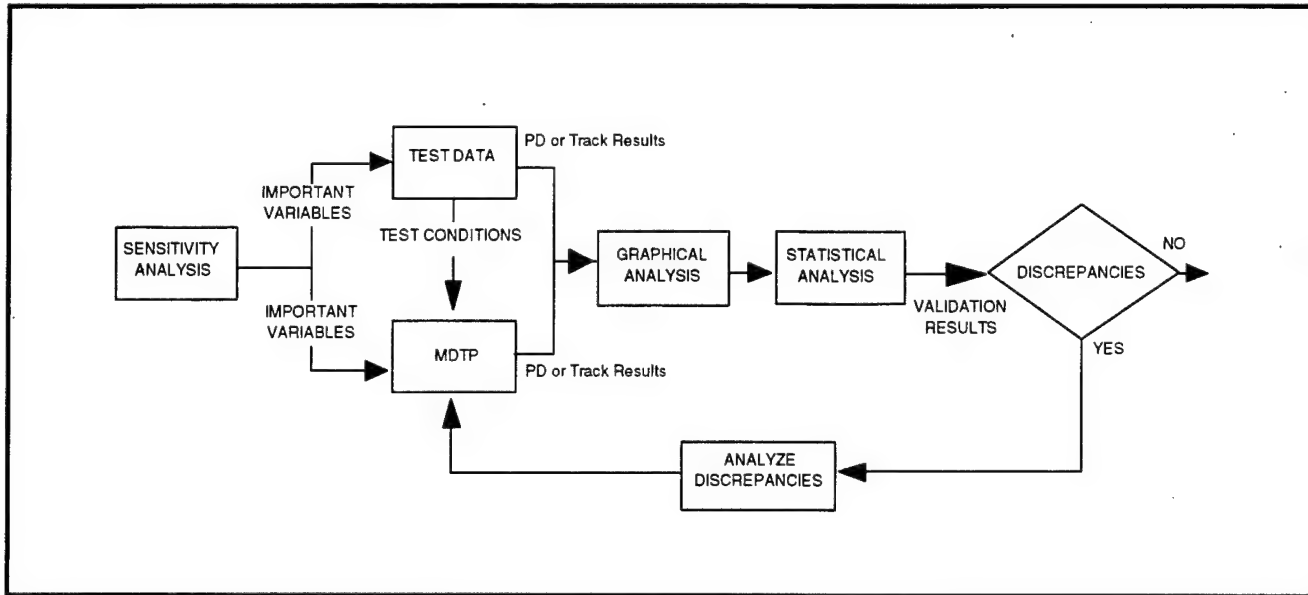 SENSITIVITY
ANALYSIS
IMPORTANT
VARIABLES
IMPORTANT
VARIABLES
TEST DATA
PD or Track Results
TEST CONDITIONS
MDTP
PD or Track Results
GRAPHICAL
ANALYSIS
STATISTICAL
ANALYSIS
VALIDATION
RESULTS
DISCREPANCIES
NO
YES
ANALYZE
DISCREPANCIES